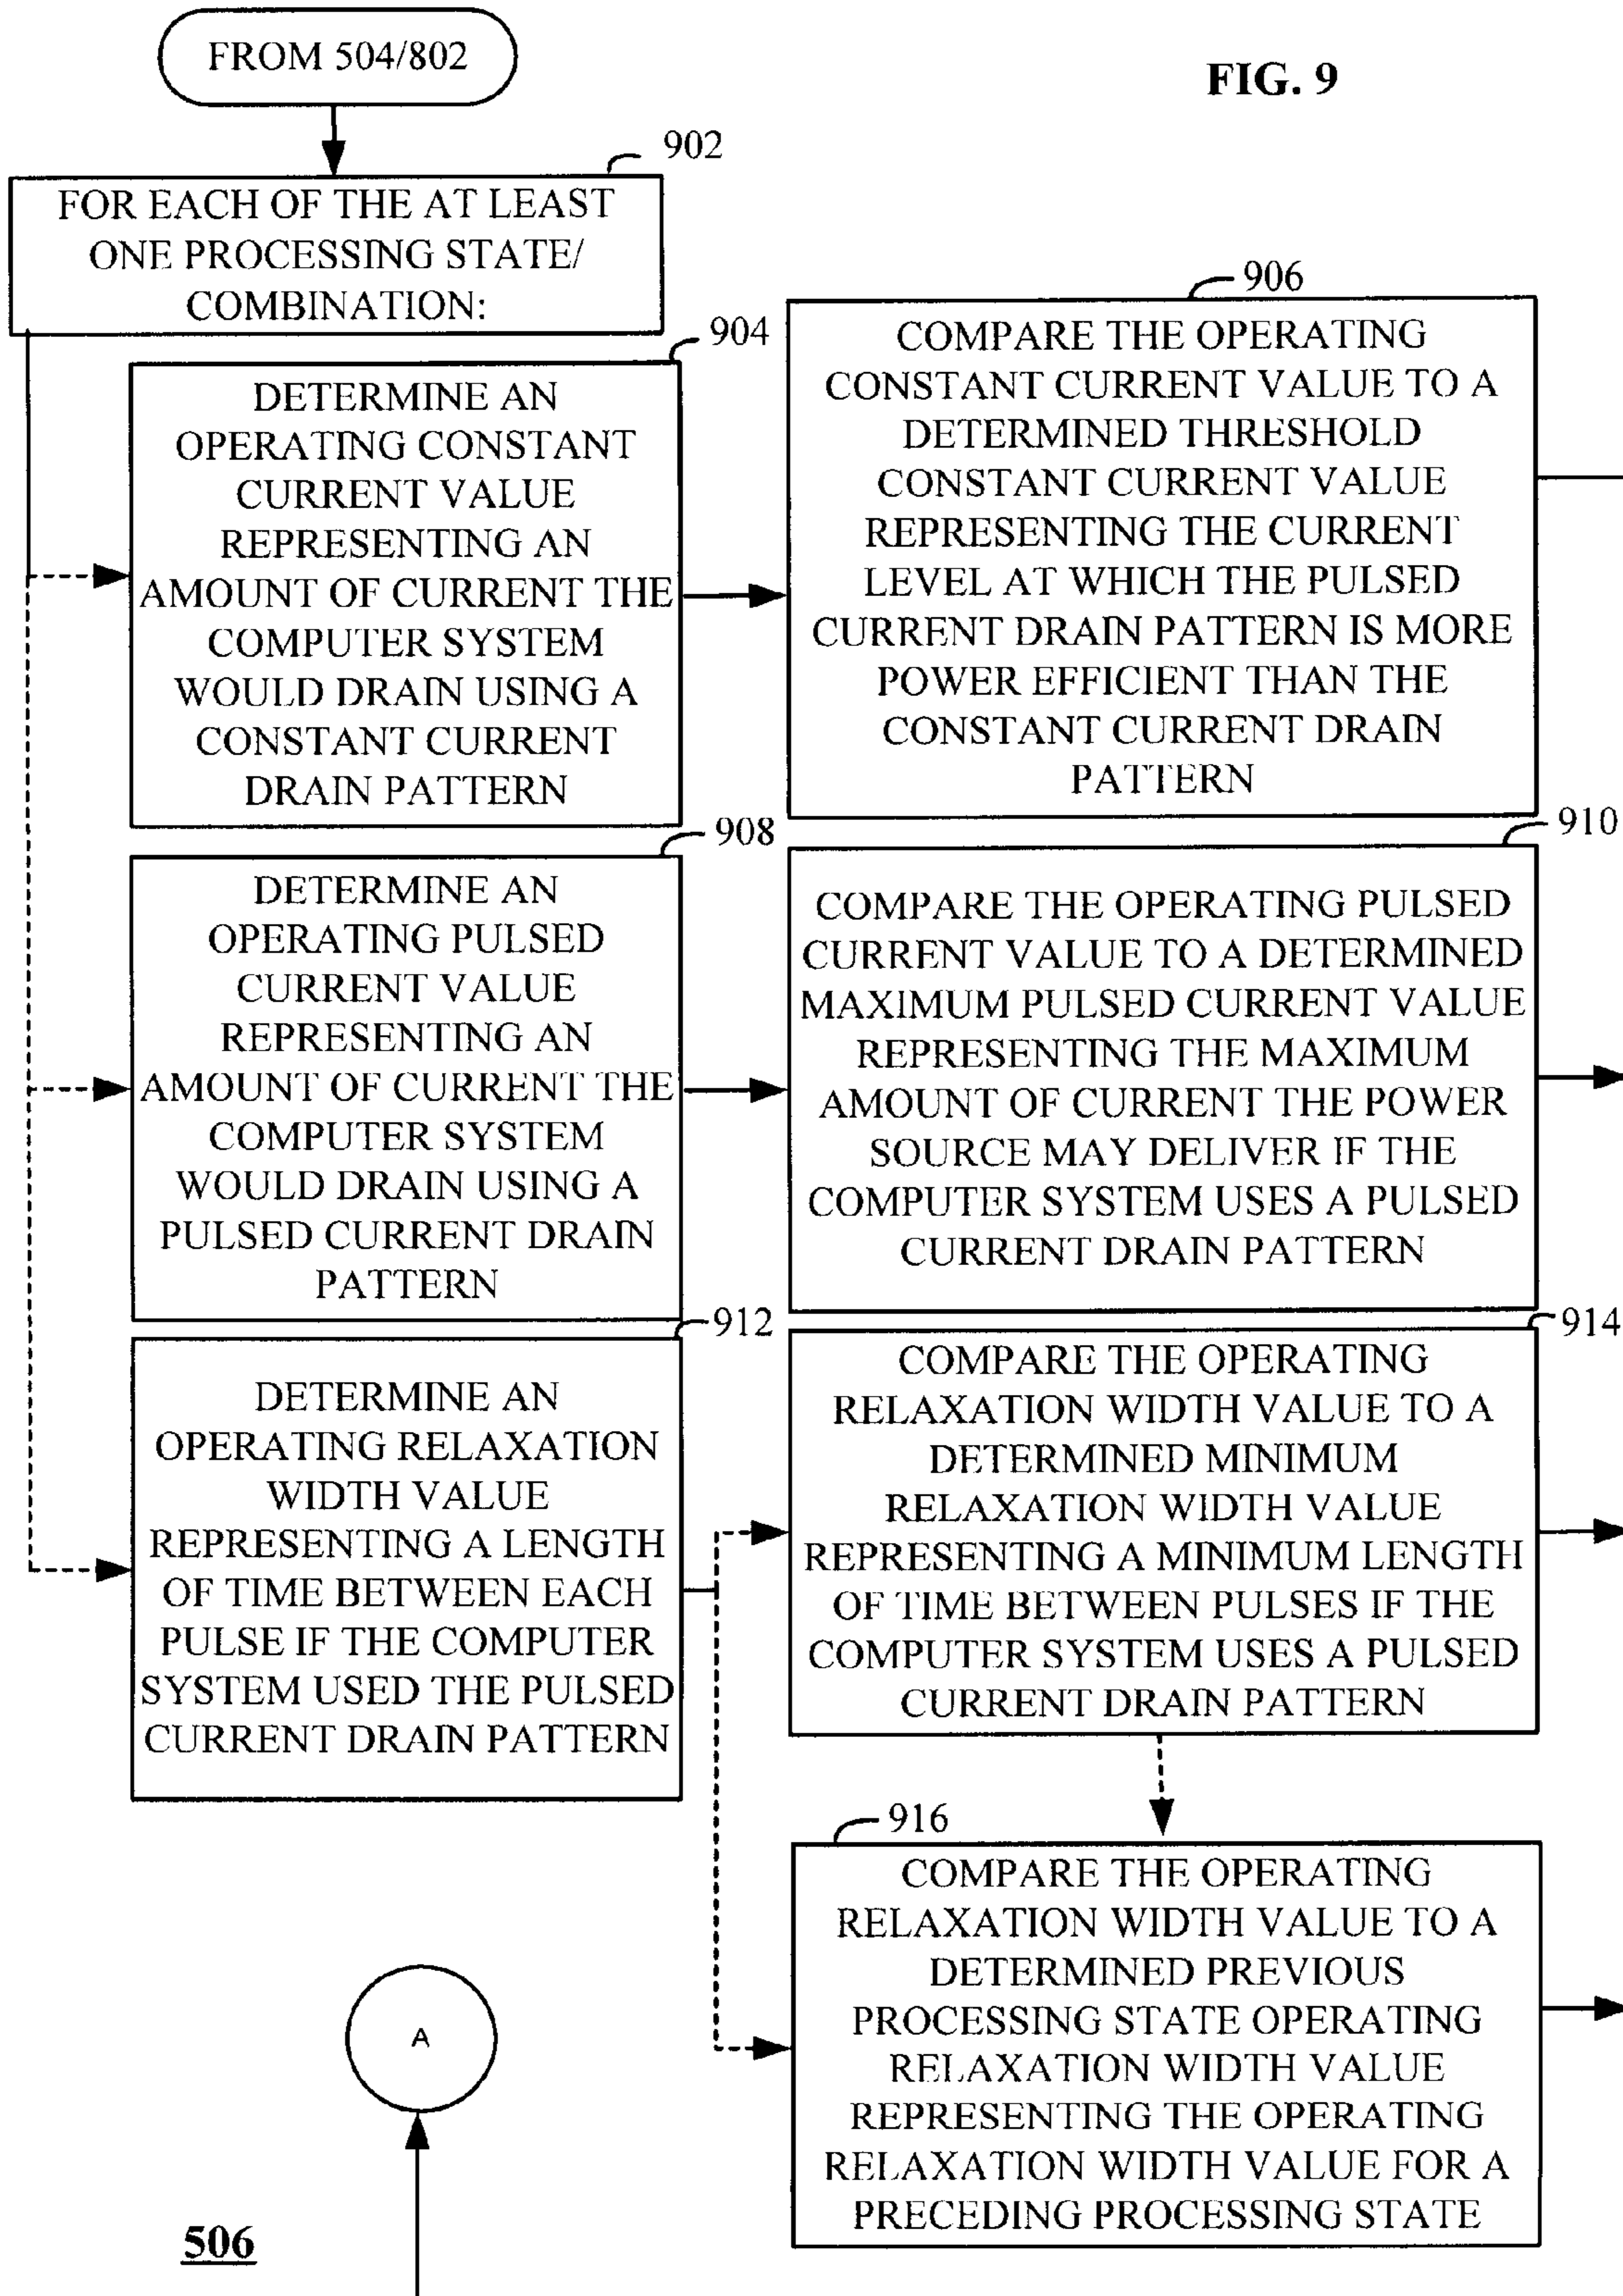 FROM 504/802
FIG. 9
902
FOR EACH OF THE AT LEAST
ONE PROCESSING STATE/
COMBINATION:
904
DETERMINE AN
OPERATING CONSTANT
CURRENT VALUE
REPRESENTING AN
AMOUNT OF CURRENT THE
COMPUTER SYSTEM
WOULD DRAIN USING A
CONSTANT CURRENT
DRAIN PATTERN
906
COMPARE THE OPERATING
CONSTANT CURRENT VALUE TO A
DETERMINED THRESHOLD
CONSTANT CURRENT VALUE
REPRESENTING THE CURRENT
LEVEL AT WHICH THE PULSED
CURRENT DRAIN PATTERN IS MORE
POWER EFFICIENT THAN THE
CONSTANT CURRENT DRAIN
PATTERN
908
DETERMINE AN
OPERATING PULSED
CURRENT VALUE
REPRESENTING AN
AMOUNT OF CURRENT THE
COMPUTER SYSTEM
WOULD DRAIN USING A
PULSED CURRENT DRAIN
PATTERN
910
COMPARE THE OPERATING PULSED
CURRENT VALUE TO A DETERMINED
MAXIMUM PULSED CURRENT VALUE
REPRESENTING THE MAXIMUM
AMOUNT OF CURRENT THE POWER
SOURCE MAY DELIVER IF THE
COMPUTER SYSTEM USES A PULSED
CURRENT DRAIN PATTERN
912
DETERMINE AN
OPERATING RELAXATION
WIDTH VALUE
REPRESENTING A LENGTH
OF TIME BETWEEN EACH
PULSE IF THE COMPUTER
SYSTEM USED THE PULSED
CURRENT DRAIN PATTERN
914
COMPARE THE OPERATING
RELAXATION WIDTH VALUE TO A
DETERMINED MINIMUM
RELAXATION WIDTH VALUE
REPRESENTING A MINIMUM LENGTH
OF TIME BETWEEN PULSES IF THE
COMPUTER SYSTEM USES A PULSED
CURRENT DRAIN PATTERN
916
COMPARE THE OPERATING
RELAXATION WIDTH VALUE TO A
DETERMINED PREVIOUS
PROCESSING STATE OPERATING
RELAXATION WIDTH VALUE
REPRESENTING THE OPERATING
RELAXATION WIDTH VALUE FOR A
PRECEDING PROCESSING STATE
A
506